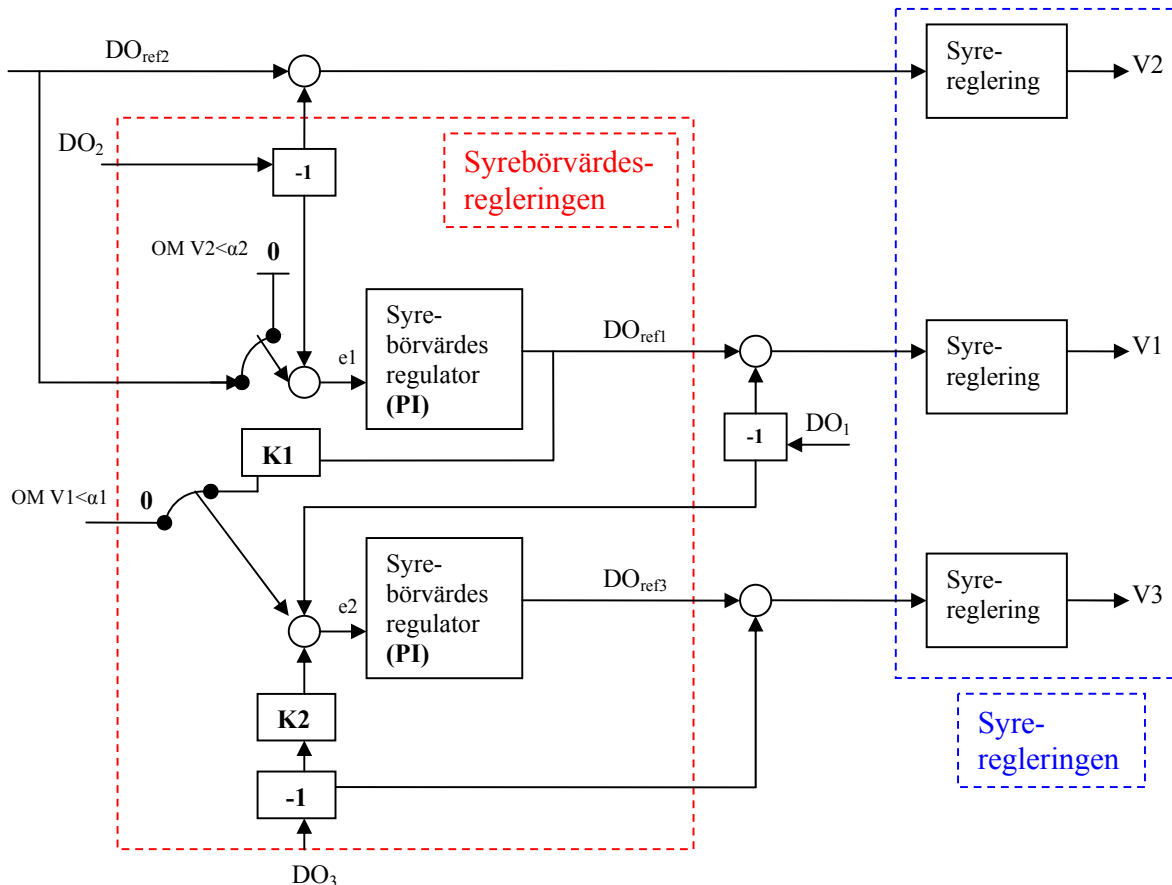 DOref2
Syre-
reglering
V2
DO2
-1
Syrebörvärdes-
regleringen
OM V2<α2
0
Syre-
börvärdes
regulator
(PI)
e1
DOref1
Syre-
reglering
V1
-1
DO1
K1
OM V1<α1
0
Syre-
börvärdes
regulator
(PI)
e2
DOref3
Syre-
reglering
V3
K2
-1
DO3
Syre-
regleringen